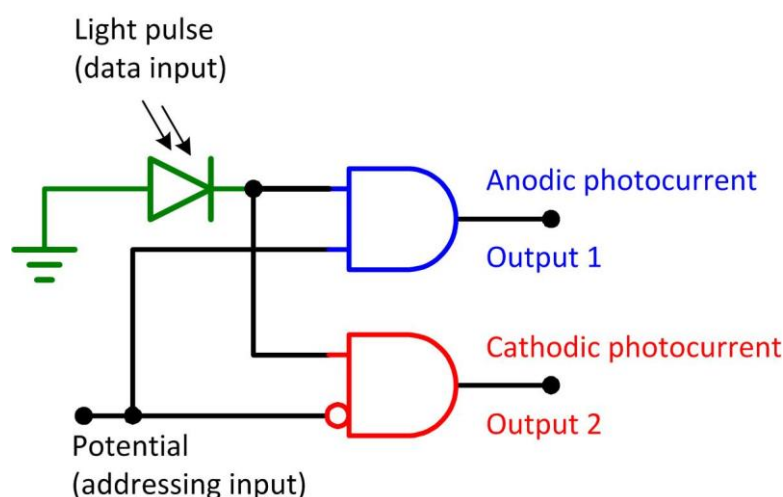 Light pulse
(data input)
Anodic photocurrent
Output 1
Cathodic photocurrent
Output 2
Potential
(addressing input)